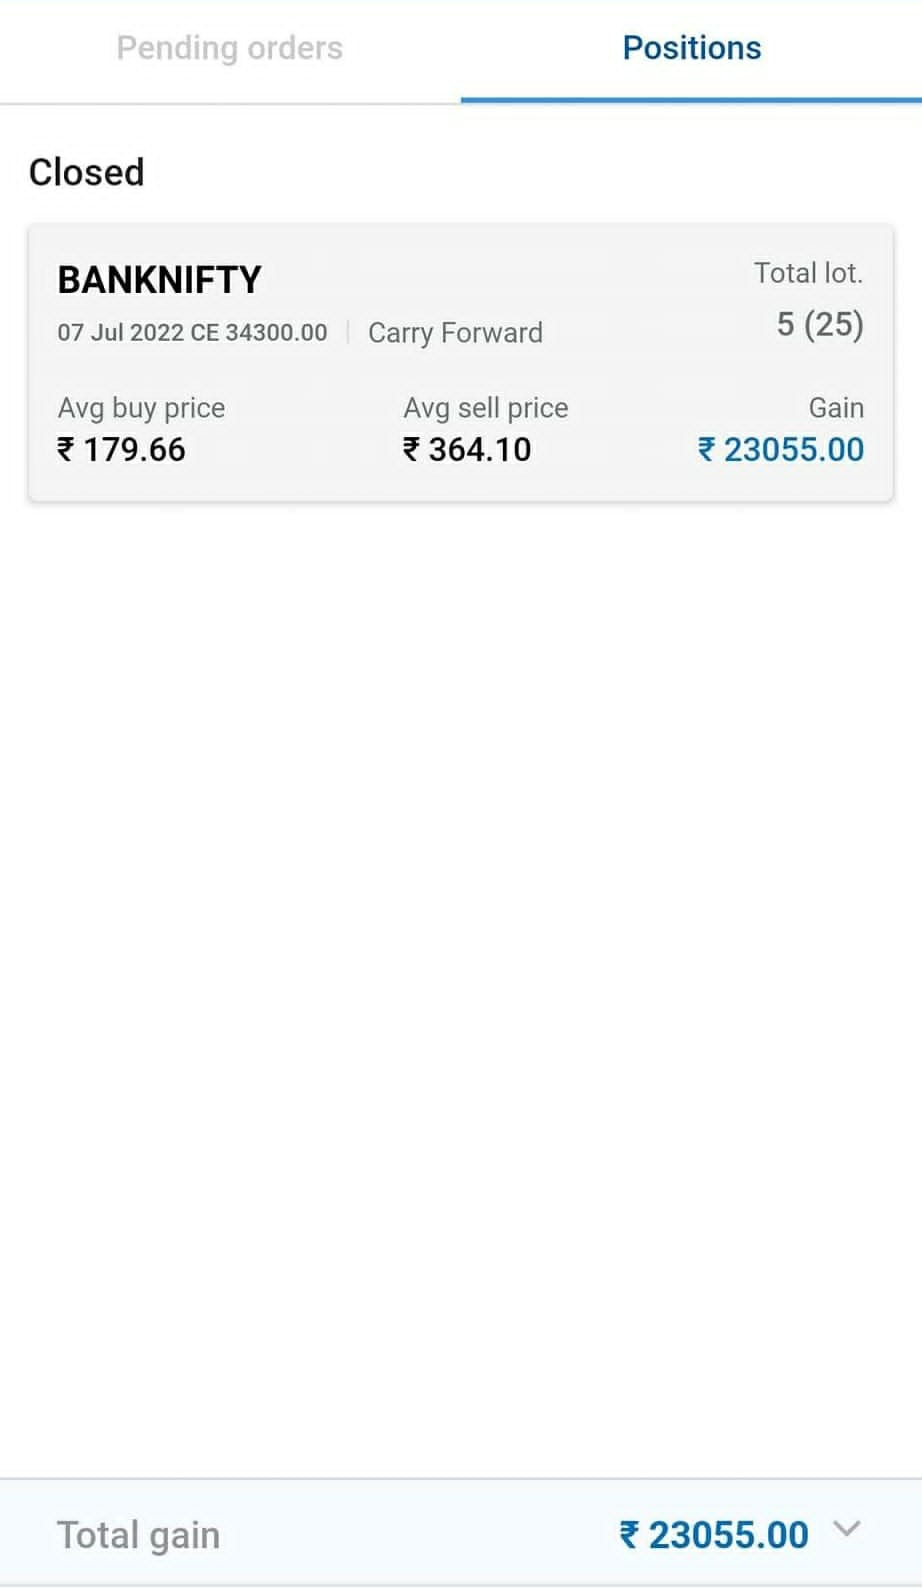 Pending orders Positions
Closed
BANKNIFTY Total lot.
07 Jul 2022 CE 34300.00 Carry Forward 5 (25)
Avg buy price Avg sell price Gain
₹ 179.66 ₹ 364.10 ₹ 23055.00
Total gain ₹ 23055.00